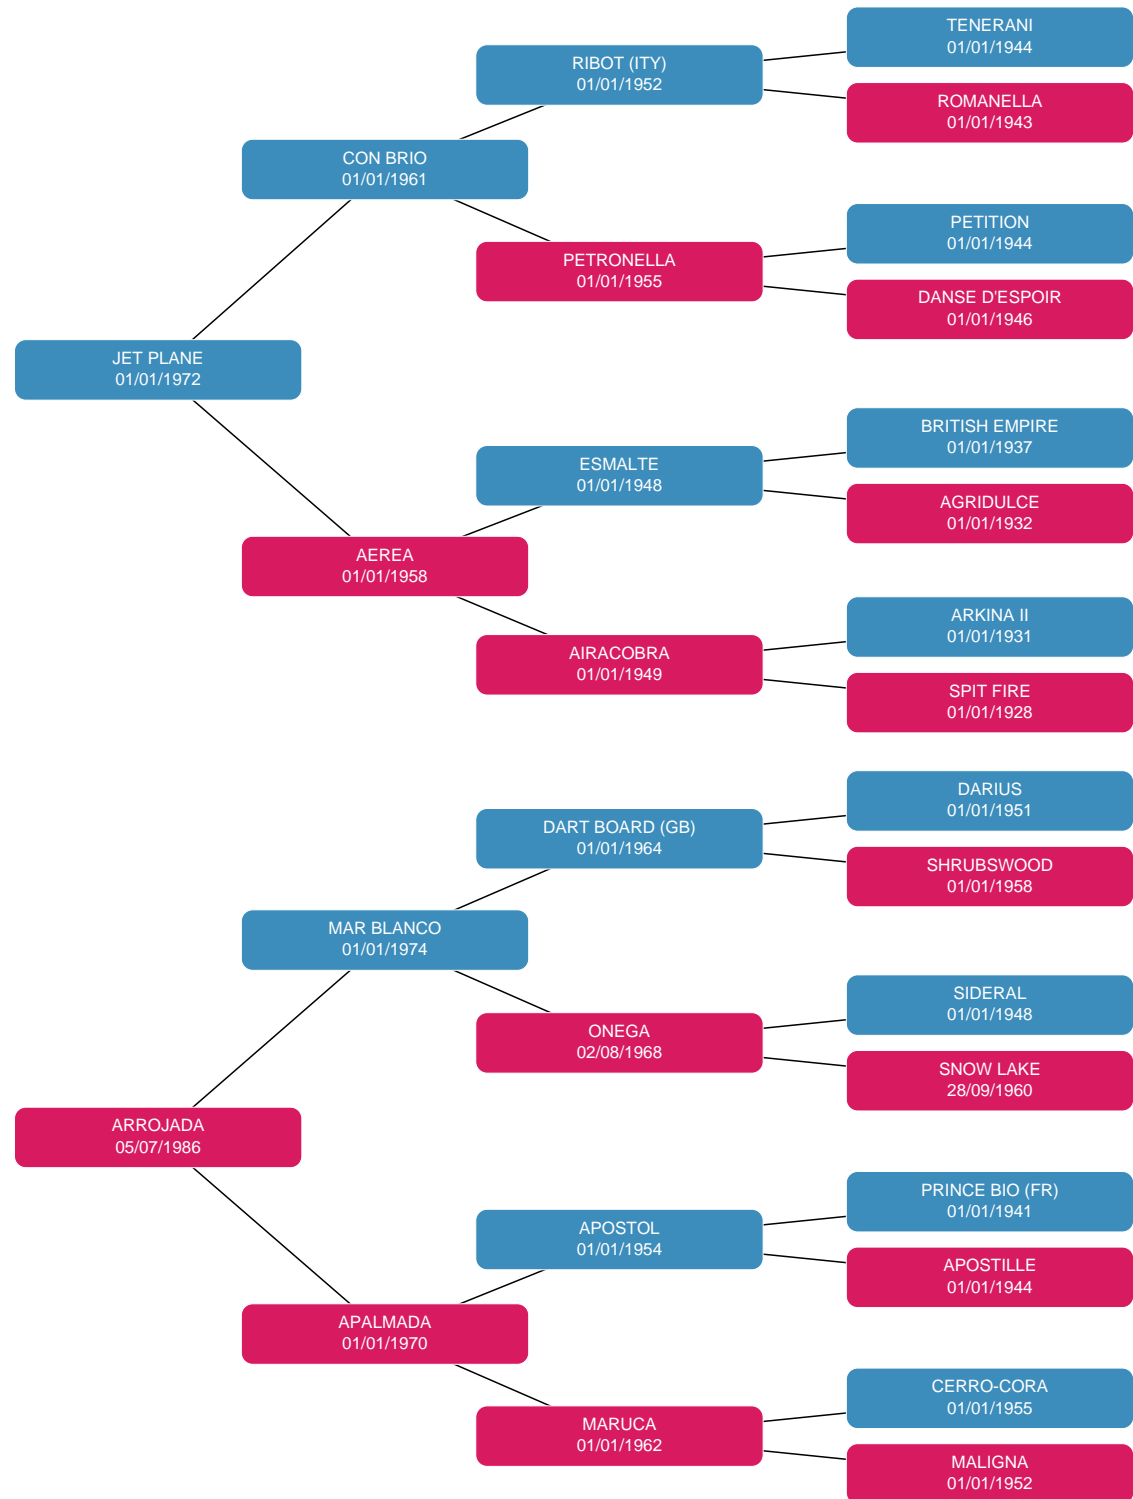 TENERANI
01/01/1944
RIBOT (ITY)
01/01/1952
ROMANELLA
01/01/1943
CON BRIO
01/01/1961
PETITION
01/01/1944
PETRONELLA
01/01/1955
DANSE D'ESPOIR
01/01/1946
JET PLANE
01/01/1972
BRITISH EMPIRE
01/01/1937
ESMALTE
01/01/1948
AGRIDULCE
01/01/1932
AEREA
01/01/1958
ARKINA II
01/01/1931
AIRACOBRA
01/01/1949
SPIT FIRE
01/01/1928
DARIUS
01/01/1951
DART BOARD (GB)
01/01/1964
SHRUBSWOOD
01/01/1958
MAR BLANCO
01/01/1974
SIDERAL
01/01/1948
ONEGA
02/08/1968
SNOW LAKE
28/09/1960
ARROJADA
05/07/1986
PRINCE BIO (FR)
01/01/1941
APOSTOL
01/01/1954
APOSTILLE
01/01/1944
APALMADA
01/01/1970
CERRO-CORA
01/01/1955
MARUCA
01/01/1962
MALIGNA
01/01/1952